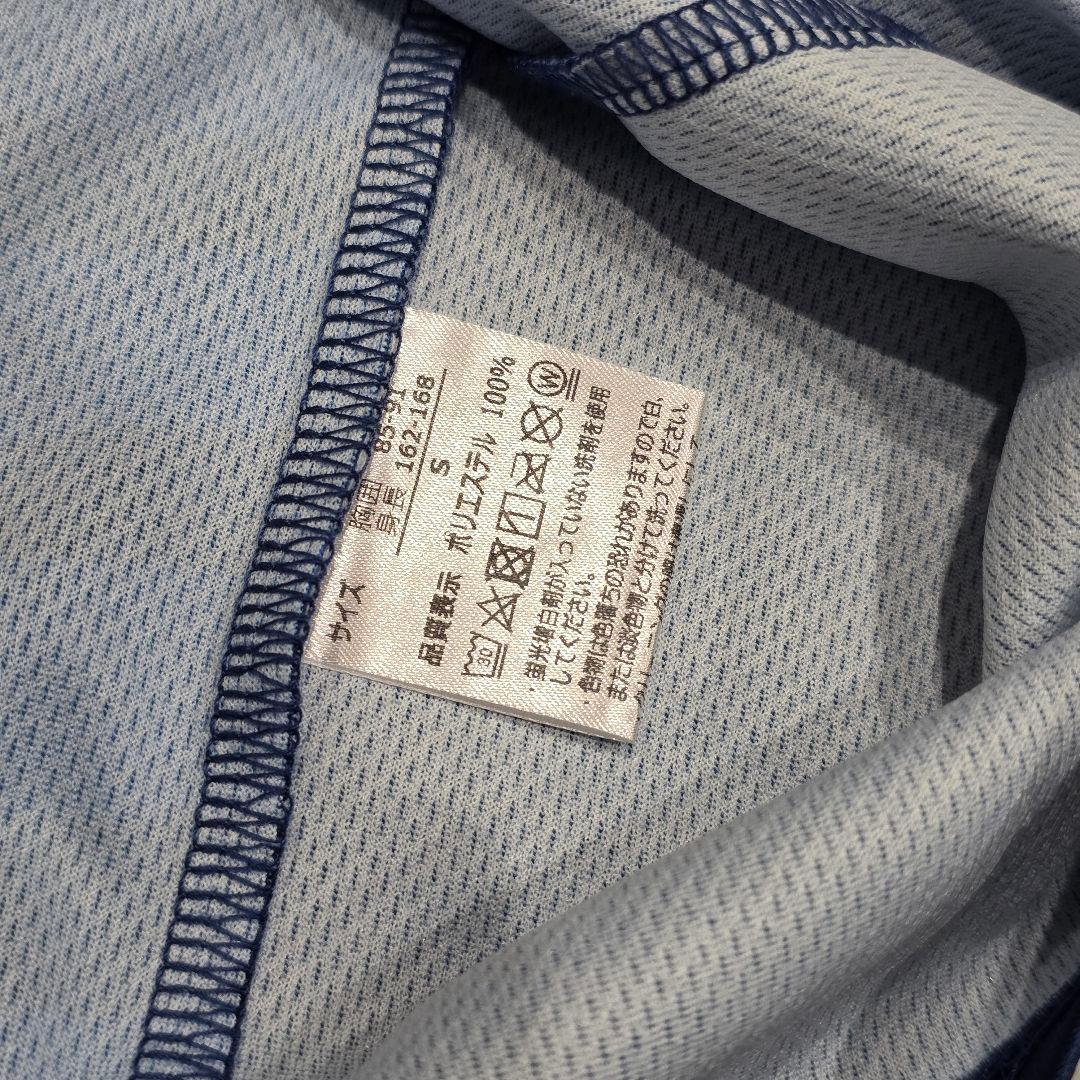 サイズ
胸囲 85-91
身長 162-168
S
品質表示 ポリエステル 100%
30 W
・蛍光増白剤が入っていない洗剤を使用
してください。
・色物は色落ちの恐れがありますので白、
または淡色物と分けて洗ってください。